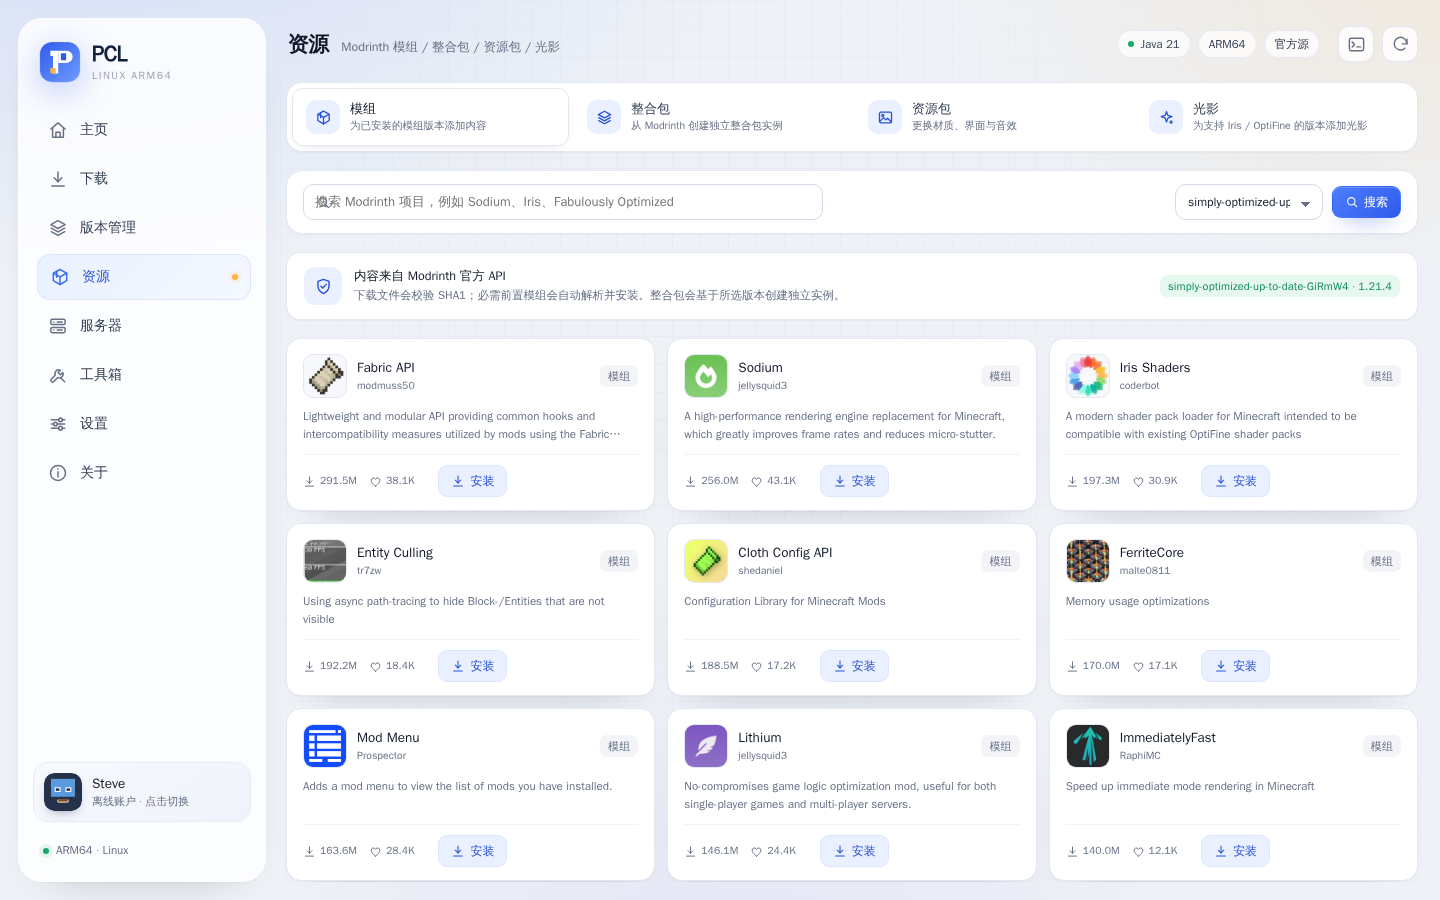 PCL
LINUX ARM64
主页
下载
版本管理
资源
服务器
工具箱
设置
关于
Steve
离线账户 · 点击切换
ARM64 · Linux
资源
Modrinth 模组 / 整合包 / 资源包 / 光影
Java 21
ARM64
官方源
模组
为已安装的模组版本添加内容
整合包
从 Modrinth 创建独立整合包实例
资源包
更换材质、界面与音效
光影
为支持 Iris / OptiFine 的版本添加光影
搜索 Modrinth 项目，例如 Sodium、Iris、Fabulously Optimized
simply-optimized-up
搜索
内容来自 Modrinth 官方 API
下载文件会校验 SHA1；必需前置模组会自动解析并安装。整合包会基于所选版本创建独立实例。
simply-optimized-up-to-date-GiRmW4 · 1.21.4
Fabric API
modmuss50
模组
Lightweight and modular API providing common hooks and
intercompatibility measures utilized by mods using the Fabric…
291.5M
38.1K
安装
Sodium
jellysquid3
模组
A high-performance rendering engine replacement for Minecraft,
which greatly improves frame rates and reduces micro-stutter.
256.0M
43.1K
安装
Iris Shaders
coderbot
模组
A modern shader pack loader for Minecraft intended to be
compatible with existing OptiFine shader packs
197.3M
30.9K
安装
Entity Culling
tr7zw
模组
Using async path-tracing to hide Block-/Entities that are not
visible
192.2M
18.4K
安装
Cloth Config API
shedaniel
模组
Configuration Library for Minecraft Mods
188.5M
17.2K
安装
FerriteCore
malte0811
模组
Memory usage optimizations
170.0M
17.1K
安装
Mod Menu
Prospector
模组
Adds a mod menu to view the list of mods you have installed.
163.6M
28.4K
安装
Lithium
jellysquid3
模组
No-compromises game logic optimization mod, useful for both
single-player games and multi-player servers.
146.1M
24.4K
安装
ImmediatelyFast
RaphiMC
模组
Speed up immediate mode rendering in Minecraft
140.0M
12.1K
安装